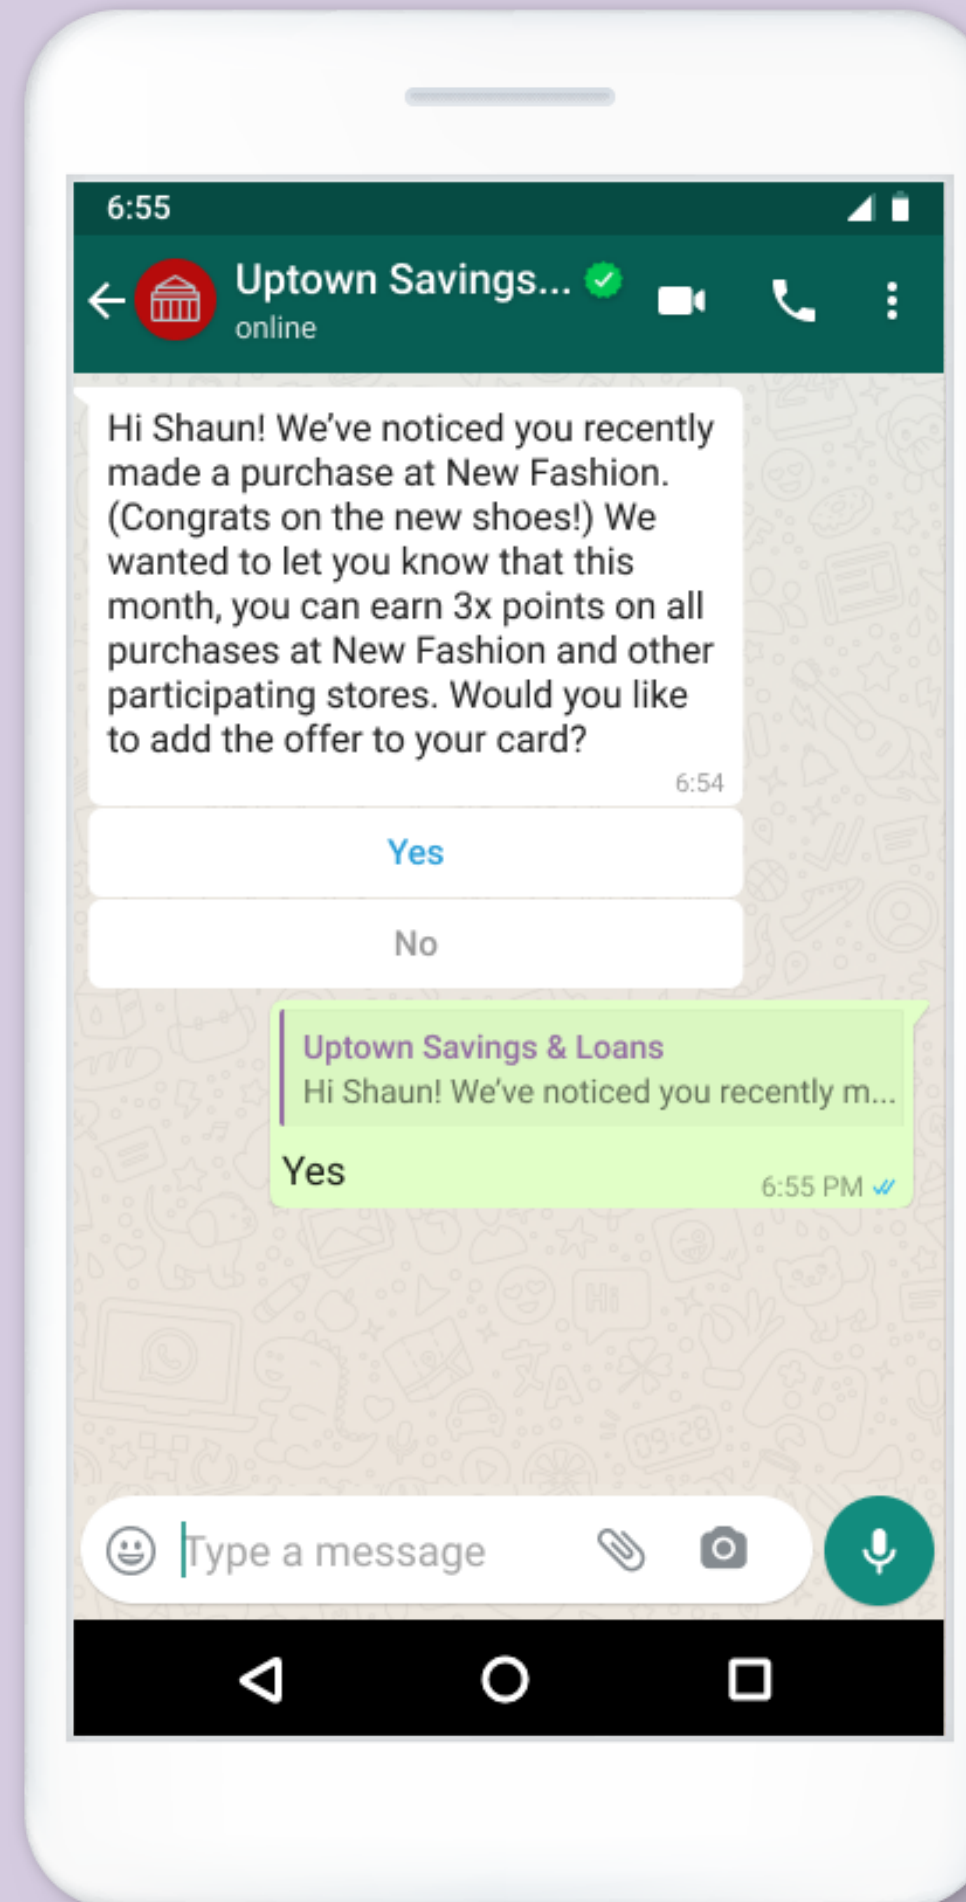 6:55
Uptown Savings...
online
Hi Shaun! We’ve noticed you recently
made a purchase at New Fashion.
(Congrats on the new shoes!) We
wanted to let you know that this
month, you can earn 3x points on all
purchases at New Fashion and other
participating stores. Would you like
to add the offer to your card?
6:54
Yes
No
Uptown Savings & Loans
Hi Shaun! We’ve noticed you recently m...
Yes
6:55 PM
Hi
05:28
Type a message